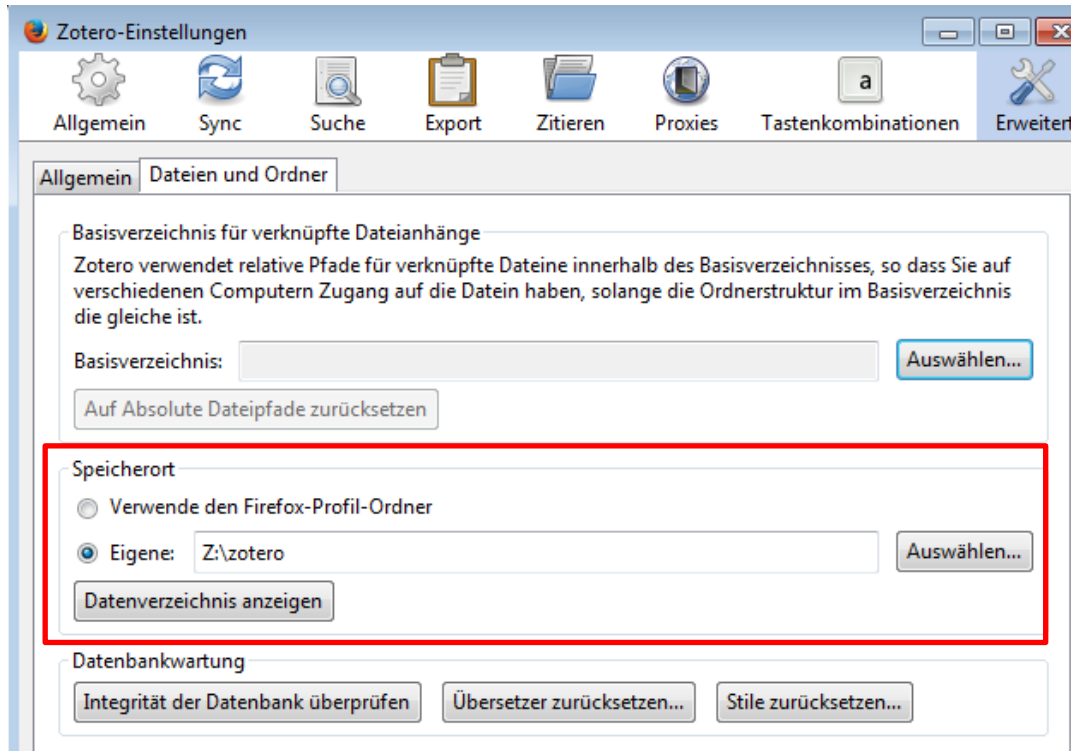 Zotero-Einstellungen
Allgemein Sync Suche Export Zitieren Proxies a Tastenkombinationen Erweitert
Allgemein Dateien und Ordner
Basisverzeichnis für verknüpfte Dateianhänge
Zotero verwendet relative Pfade für verknüpfte Dateine innerhalb des Basisverzeichnisses, so dass Sie auf
verschiedenen Computern Zugang auf die Datein haben, solange die Ordnerstruktur im Basisverzeichnis
die gleiche ist.
Basisverzeichnis: Auswählen...
Auf Absolute Dateipfade zurücksetzen
Speicherort
Verwende den Firefox-Profil-Ordner
Eigene: Z:\zotero Auswählen...
Datenverzeichnis anzeigen
Datenbankwartung
Integrität der Datenbank überprüfen Übersetzer zurücksetzen... Stile zurücksetzen...